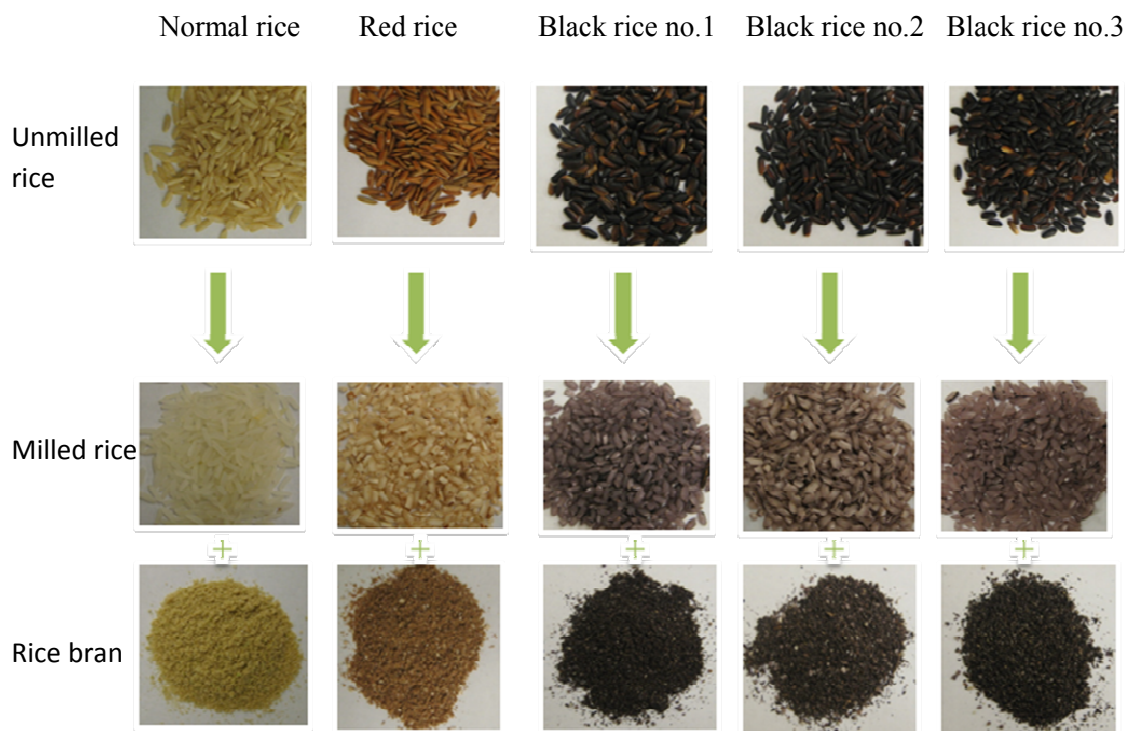 Normal rice
Red rice
Black rice no.1
Black rice no.2
Black rice no.3
Unmilled
rice
Milled rice
+
+
+
+
+
Rice bran